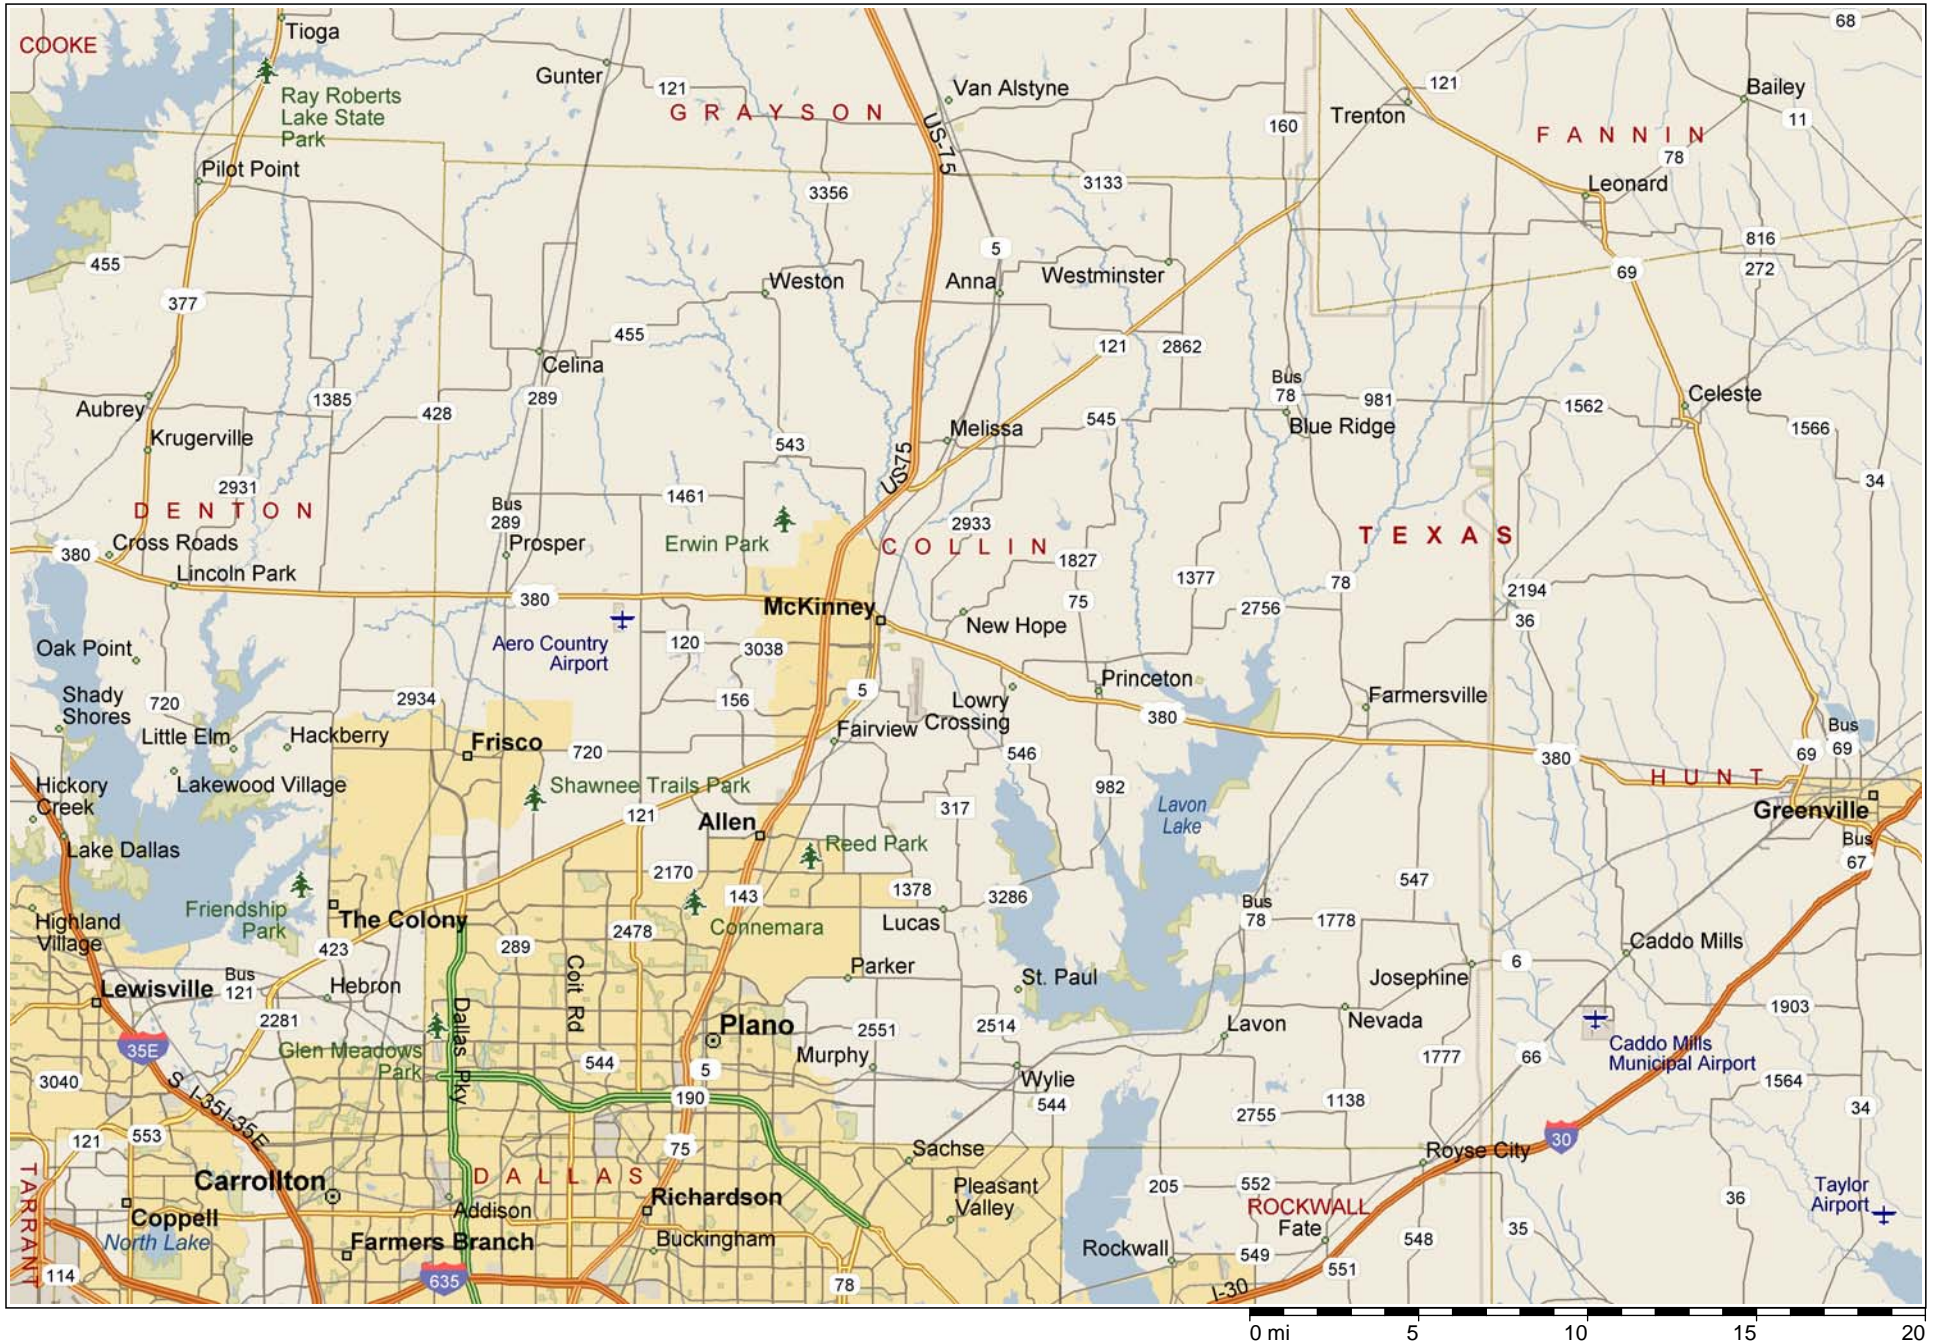 COOKE
Tioga
68
Gunter
121
Van Alstyne
121
Bailey
Ray Roberts
Lake State
Park
GRAYSON
US-75
160
Trenton
FANNIN
11
78
Pilot Point
3356
3133
Leonard
455
5
816
377
Weston
Anna
Westminster
69
272
455
121
2862
Celina
Bus
78
Aubrey
1385
428
289
981
1562
Celeste
Krugerville
543
Melissa
545
Blue Ridge
1566
2931
US-75
34
DENTON
Bus
289
1461
Prosper
Erwin Park
2933
COLLIN
TEXAS
380
Cross Roads
1827
Lincoln Park
380
McKinney
1377
78
2194
75
2756
36
Oak Point
Aero Country
Airport
120
3038
New Hope
Shady
Shores
720
2934
156
5
Lowry
Crossing
Princeton
380
Farmersville
Little Elm
Hackberry
Frisco
720
Fairview
546
380
69
Bus
69
Hickory
Creek
Lakewood Village
Shawnee Trails Park
982
HUNT
121
317
Lavon
Lake
Greenville
Allen
Reed Park
Bus
67
Lake Dallas
2170
143
1378
3286
547
Highland
Village
Friendship
Park
The Colony
Connemara
Lucas
Bus
78
1778
423
289
2478
Caddo Mills
Bus
121
Hebron
Coit Rd
Parker
St. Paul
Josephine
6
Lewisville
2281
Dallas Pky
Plano
2551
2514
Lavon
Nevada
1903
35E
Glen Meadows
Park
544
5
Murphy
1777
66
Caddo Mills
Municipal Airport
3040
S I-35
I-35E
190
Wylie
544
2755
1138
1564
34
121
553
75
Sachse
Royse City
30
TARRANT
Carrollton
DALLAS
Richardson
Pleasant
Valley
205
552
ROCKWALL
36
Taylor
Airport
Coppell
North Lake
Addison
Farmers Branch
Buckingham
Rockwall
549
Fate
548
35
114
635
78
I-30
551
0 mi
5
10
15
20